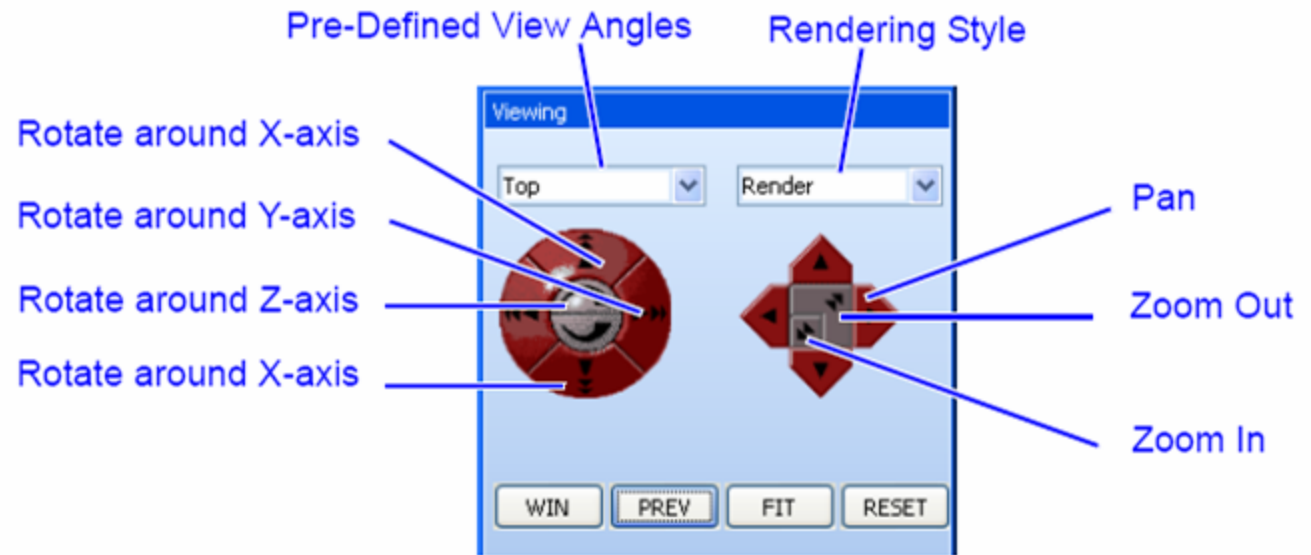 Pre-Defined View Angles
Rendering Style
Viewing
Rotate around X-axis
Top
Render
Pan
Rotate around Y-axis
Rotate around Z-axis
Zoom Out
Rotate around X-axis
Zoom In
WIN
PREV
FIT
RESET